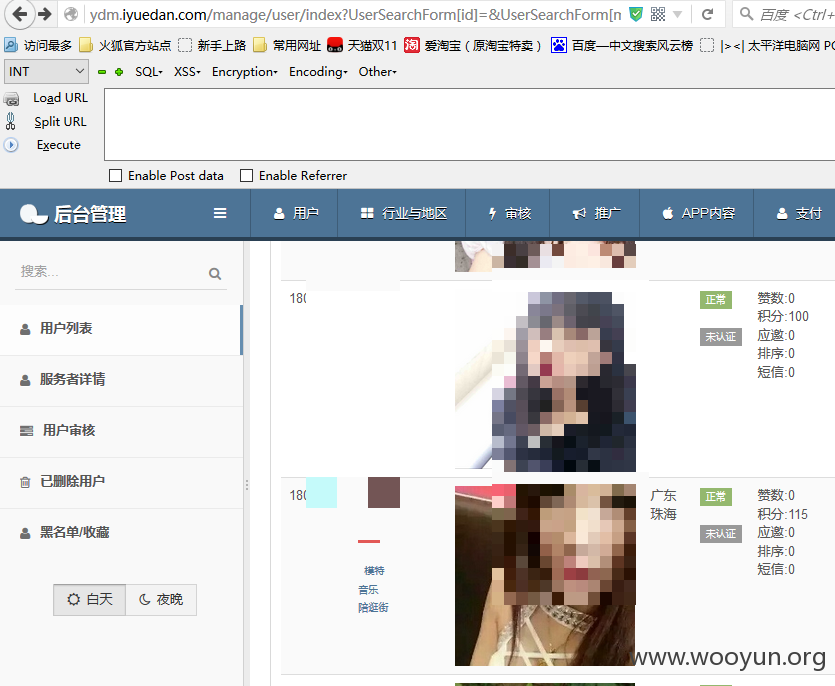 ydm.iyuedan.com/manage/user/index?UserSearchForm[id]=&UserSearchForm[n
百度 <Ctrl+
访问最多 火狐官方站点 新手上路 常用网址 天猫双11 爱淘宝（原淘宝特卖） 百度—中文搜索风云榜 |><| 太平洋电脑网 PC
INT SQL XSS Encryption Encoding Other
Load URL
Split URL
Execute
Enable Post data Enable Referrer
后台管理 用户 行业与地区 审核 推广 APP内容 支付
搜索...
用户列表
服务者详情
用户审核
已删除用户
黑名单/收藏
白天 夜晚
180
正常
未认证
赞数:0
积分:100
应邀:0
排序:0
短信:0
180
模特
音乐
陪逛街
广东
珠海
正常
未认证
赞数:0
积分:115
应邀:0
排序:0
短信:0
www.wooyun.org